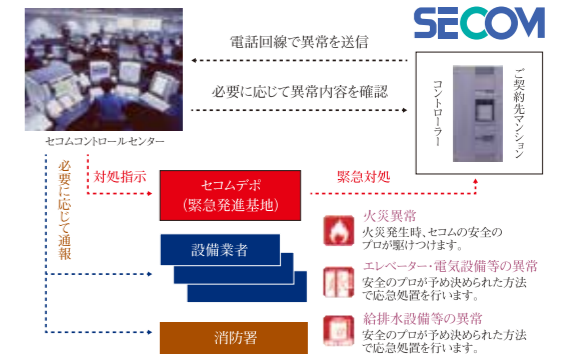 SECOM
電話回線で異常を送信
必要に応じて異常内容を確認
コントローラー
ご契約先マンション
セコムコントロールセンター
必要に応じて通報
対処指示
セコムデポ
(緊急発進基地)
緊急対処
設備業者
消防署
火災異常
火災発生時、セコムの安全の
プロが駆けつけます。
エレベーター・電気設備等の異常
安全のプロが予め決められた方法
で応急処置を行います。
給排水設備等の異常
安全のプロが予め決められた方法
で応急処置を行います。